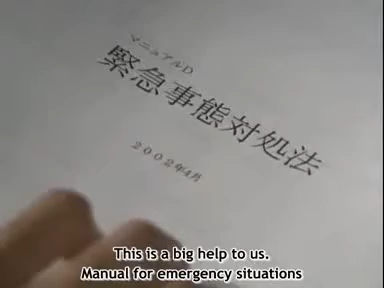 マニュアルD
緊急事態対処法
2002年4月
This is a big help to us.
Manual for emergency situations